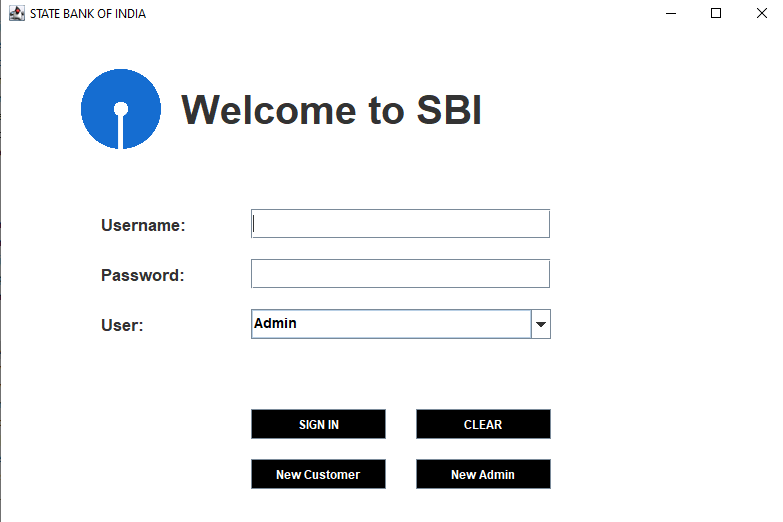 STATE BANK OF INDIA
Welcome to SBI
Username:
Password:
User: Admin
SIGN IN CLEAR
New Customer New Admin